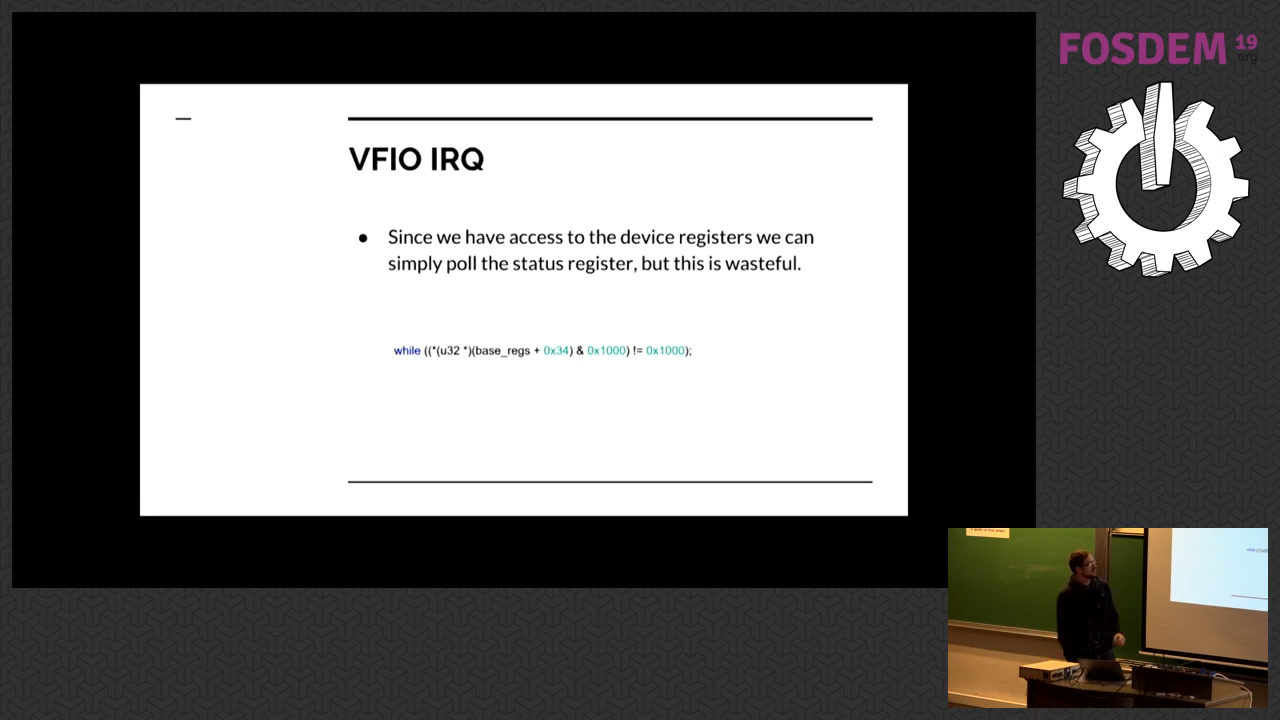 FOSDEM 19
.org
VFIO IRQ
● Since we have access to the device registers we can
simply poll the status register, but this is wasteful.
while ((*(u32 *)(base_regs + 0x34) & 0x1000) != 0x1000);